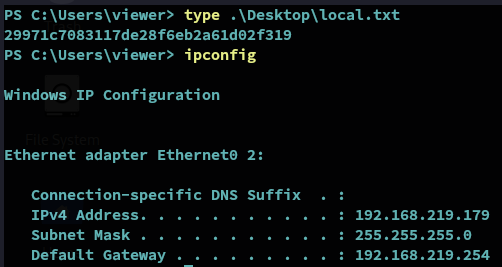 PS C:\Users\viewer> type .\Desktop\local.txt
29971c7083117de28f6eb2a61d02f319
PS C:\Users\viewer> ipconfig
Windows IP Configuration
File System
Ethernet adapter Ethernet0 2:
Connection-specific DNS Suffix  . :
IPv4 Address. . . . . . . . . . . : 192.168.219.179
Subnet Mask . . . . . . . . . . . : 255.255.255.0
Default Gateway . . . . . . . . . : 192.168.219.254